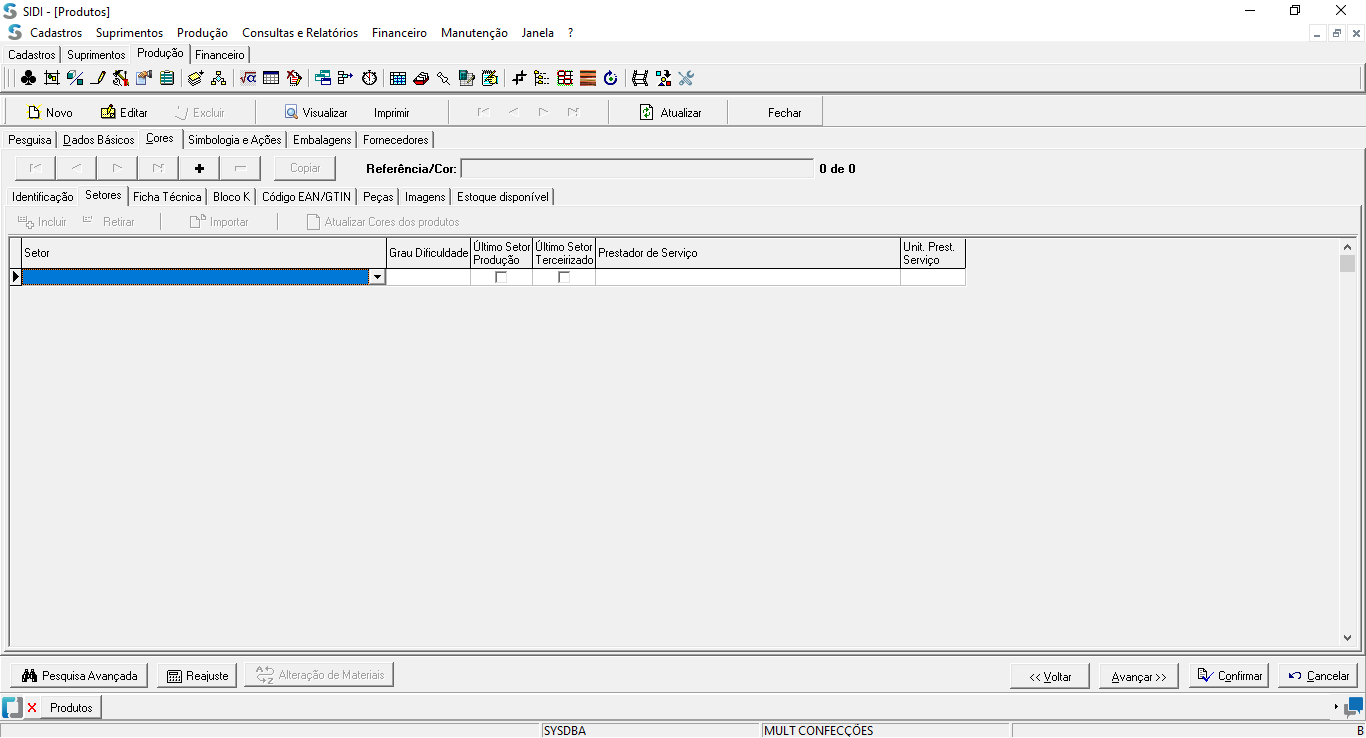 SIDI - [Produtos]
Cadastros Suprimentos Produção Consultas e Relatórios Financeiro Manutenção Janela ?
Cadastros Suprimentos Produção Financeiro
Novo Editar Excluir Visualizar Imprimir Atualizar Fechar
Pesquisa Dados Básicos Cores Simbologia e Ações Embalagens Fornecedores
Copiar Referência/Cor: 0 de 0
Identificação Setores Ficha Técnica Bloco K Código EAN/GTIN Peças Imagens Estoque disponível
Incluir Retirar Importar Atualizar Cores dos produtos
Setor Grau Dificuldade Último Setor Produção Último Setor Terceirizado Prestador de Serviço Unit. Prest. Serviço
Pesquisa Avançada Reajuste Alteração de Materiais << Voltar Avançar >> Confirmar Cancelar
Produtos
SYSDBA MULT CONFECÇÕES B